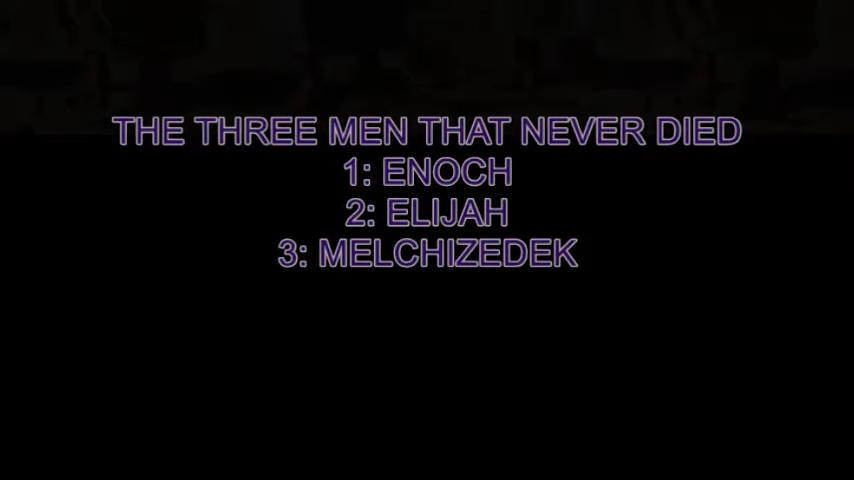 THE THREE MEN THAT NEVER DIED
1: ENOCH
2: ELIJAH
3: MELCHIZEDEK